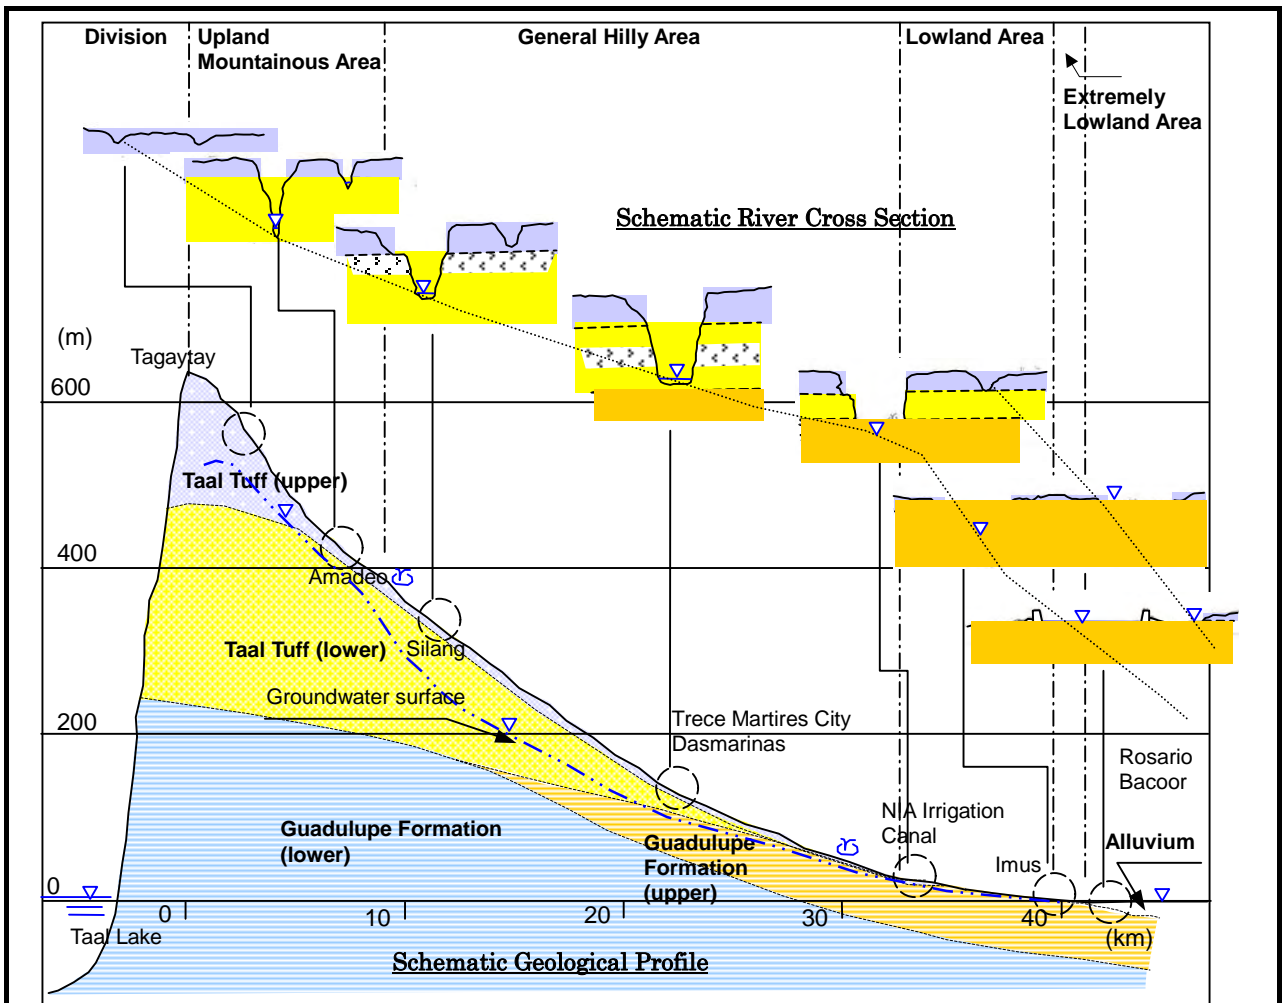 Division
Upland
Mountainous Area
General Hilly Area
Lowland Area
Extremely
Lowland Area
Schematic River Cross Section
(m)
Tagaytay
600
Taal Tuff (upper)
400
Amadeo
Taal Tuff (lower)
Silang
Groundwater surface
200
Trece Martires City
Dasmarinas
Rosario
Bacoor
NIA Irrigation
Canal
Guadulupe Formation
(lower)
Guadulupe
Formation
(upper)
Alluvium
Imus
0
0
10
20
30
40
(km)
Taal Lake
Schematic Geological Profile